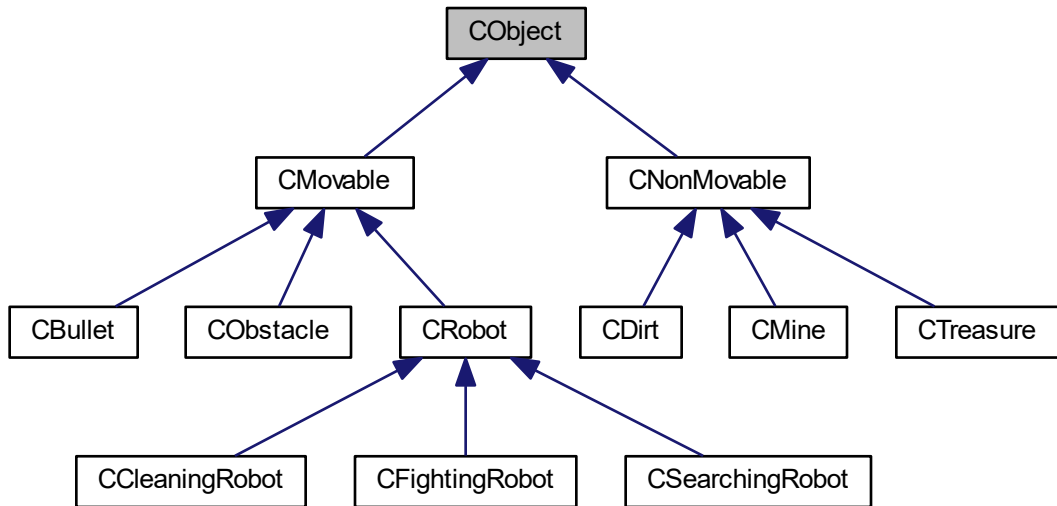 CObject
CMovable
CNonMovable
CBullet
CObstacle
CRobot
CDirt
CMine
CTreasure
CCleaningRobot
CFightingRobot
CSearchingRobot